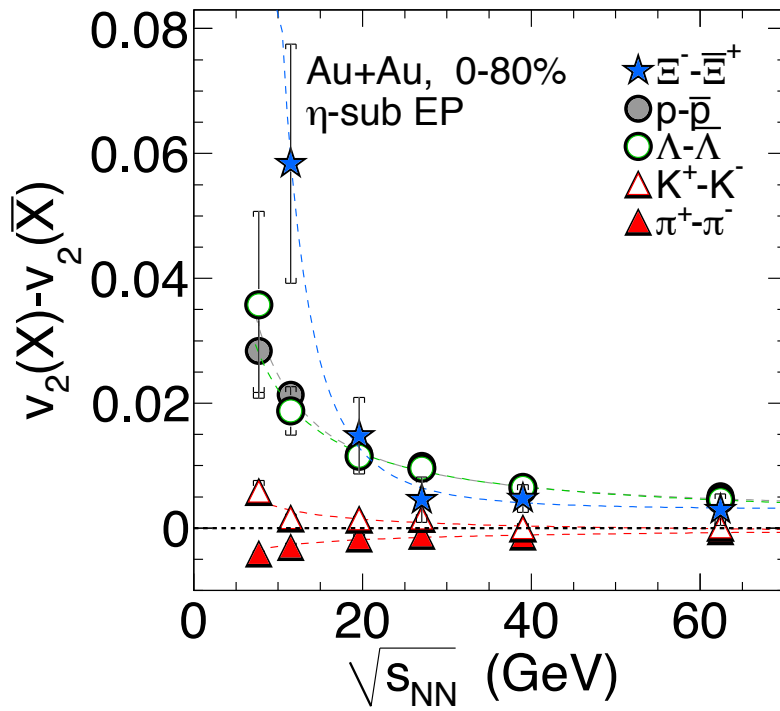 0.08
0.06
0.04
0.02
0
v₂(X)-v₂(X̅)
Au+Au, 0-80%
η-sub EP
Ξ⁻-Ξ̅⁺
p-p̅
Λ-Λ̅
K⁺-K⁻
π⁺-π⁻
0 20 40 60
√sNN (GeV)